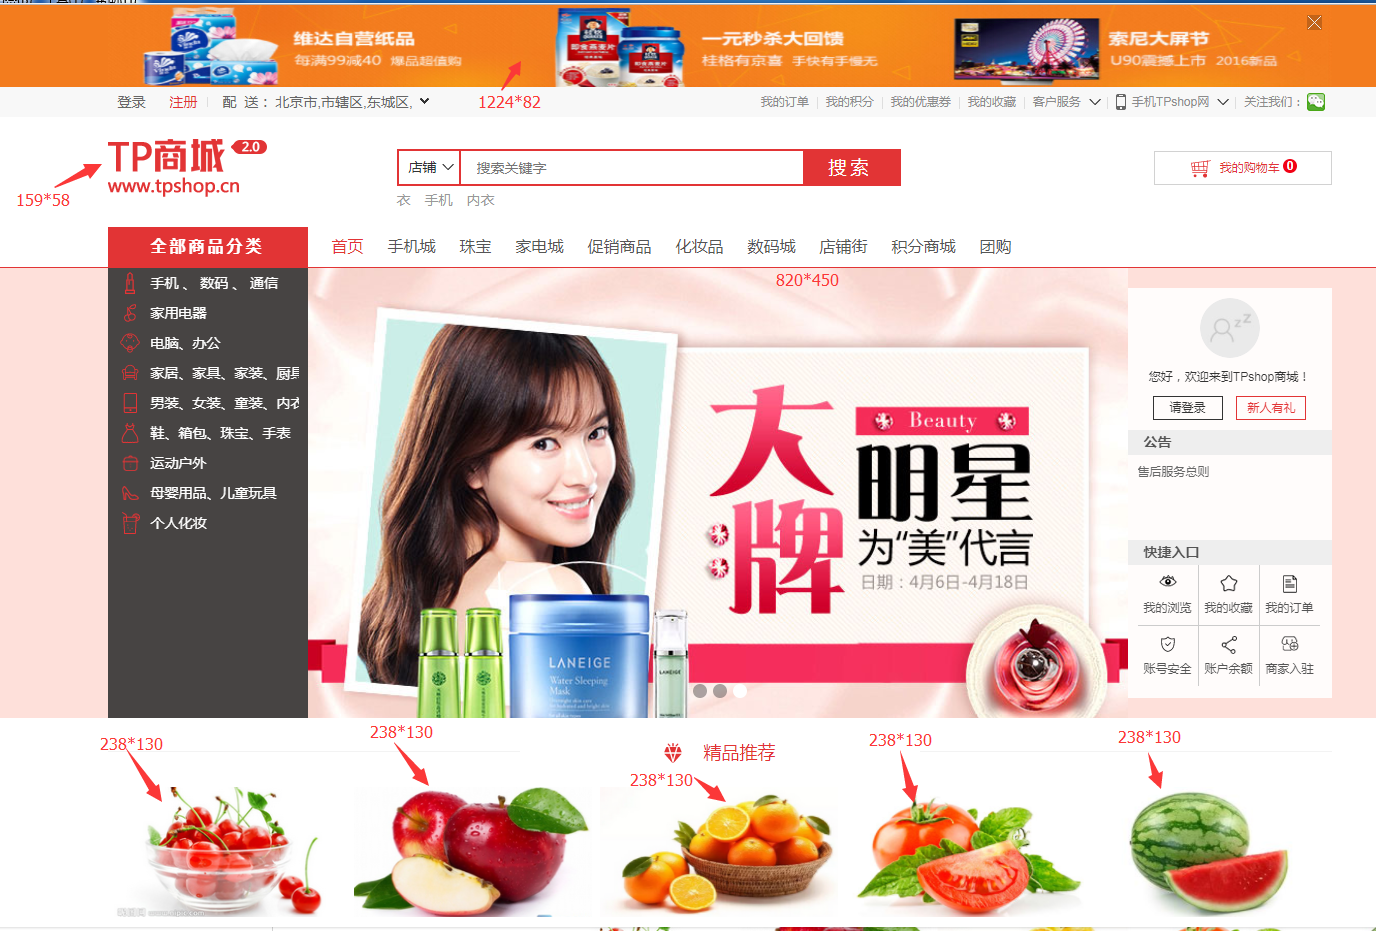 维达自营纸品
每满99减40 爆品超值购
一元秒杀大回馈
桂格有京喜 手快有手慢无
索尼大屏节
U90震撼上市 2016新品
登录 注册 配 送： 北京市,市辖区,东城区,
1224*82
我的订单 我的积分 我的优惠券 我的收藏 客户服务 手机TPshop网 关注我们：
TP商城 2.0
www.tpshop.cn
159*58
店铺 搜索关键字 搜索
衣 手机 内衣
我的购物车 0
全部商品分类 首页 手机城 珠宝 家电城 促销商品 化妆品 数码城 店铺街 积分商城 团购
手机 、 数码 、 通信
家用电器
电脑、办公
家居、家具、家装、厨具
男装、女装、童装、内衣
鞋、箱包、珠宝、手表
运动户外
母婴用品、儿童玩具
个人化妆
820*450
大牌
Beauty
明星
为“美”代言
日期：4月6日-4月18日
LANEIGE
Water Sleeping
Mask
LANEIGE
您好，欢迎来到TPshop商城！
请登录 新人有礼
公告
售后服务总则
快捷入口
我的浏览 我的收藏 我的订单
账号安全 账户余额 商家入驻
精品推荐
238*130
238*130
238*130
238*130
238*130